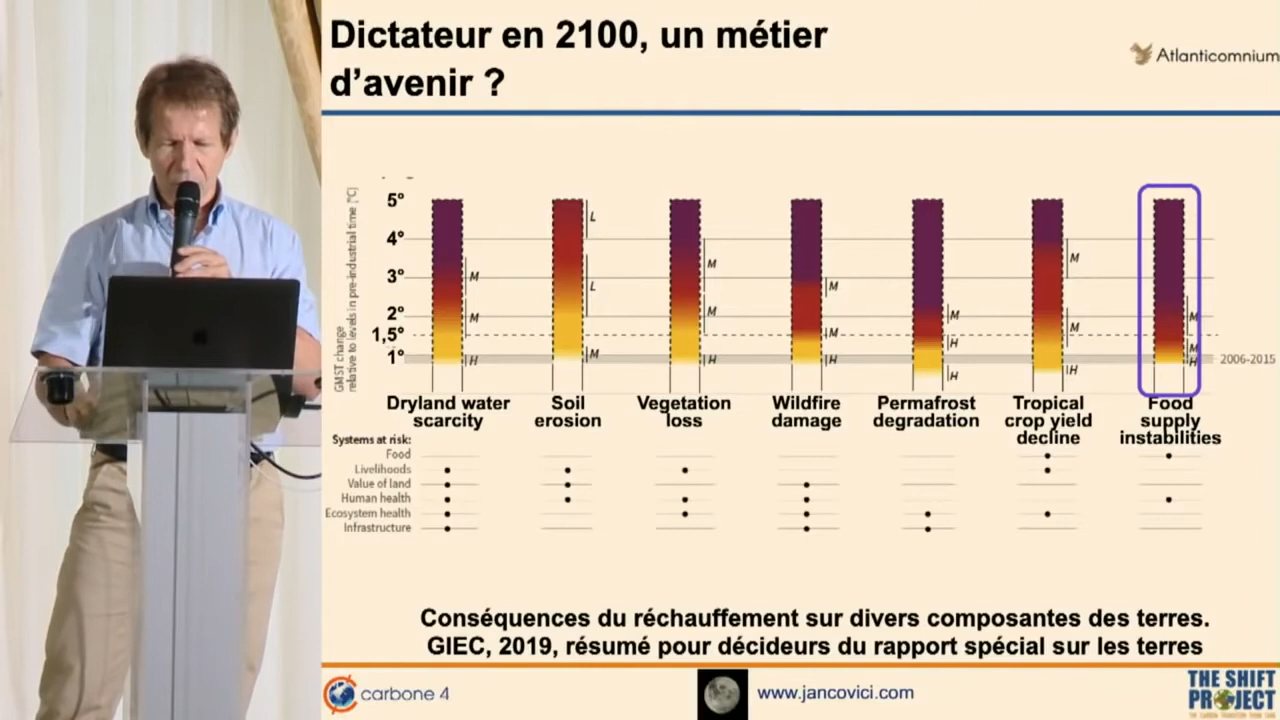 Dictateur en 2100, un métier
d'avenir ?
Atlanticomnium
GMST change
relative to levels in pre-industrial time (°C)
5°
4°
3°
2°
1,5°
1°
M
M
H
L
L
M
M
M
H
M
M
H
M
H
H
M
M
H
M
M
H
2006-2015
Dryland water
scarcity
Soil
erosion
Vegetation
loss
Wildfire
damage
Permafrost
degradation
Tropical
crop yield
decline
Food
supply
instabilities
Systems at risk:
Food
Livelihoods
Value of land
Human health
Ecosystem health
Infrastructure
Conséquences du réchauffement sur divers composantes des terres.
GIEC, 2019, résumé pour décideurs du rapport spécial sur les terres
carbone 4
www.jancovici.com
THE SHIFT
PROJECT